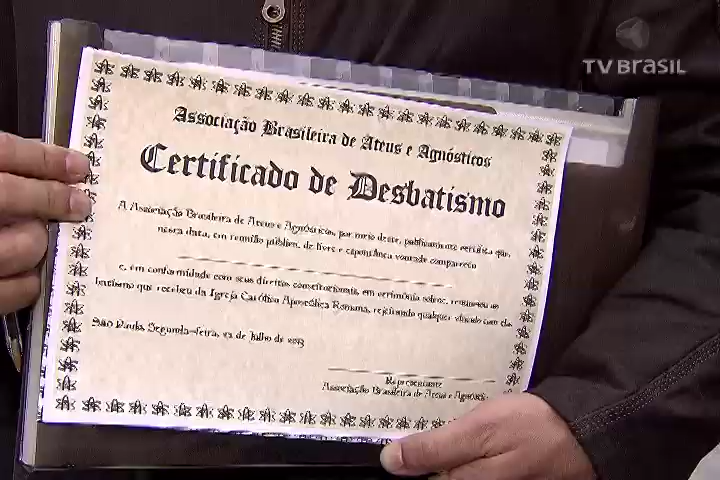 TV BRASIL
Associação Brasileira de Ateus e Agnósticos
Certificado de Desbatismo
A Associação Brasileira de Ateus e Agnósticos, por meio deste, publicamente certifica que,
nesta data, em reunião pública, de livre e espontânea vontade compareceu
e, em conformidade com seus direitos constitucionais, em cerimônia solene, renunciou ao
batismo que recebeu da Igreja Católica Apostólica Romana, rejeitando qualquer vínculo com ela.
São Paulo, Segunda-feira, de Julho de 2013
Representante
Associação Brasileira de Ateus e Agnósticos